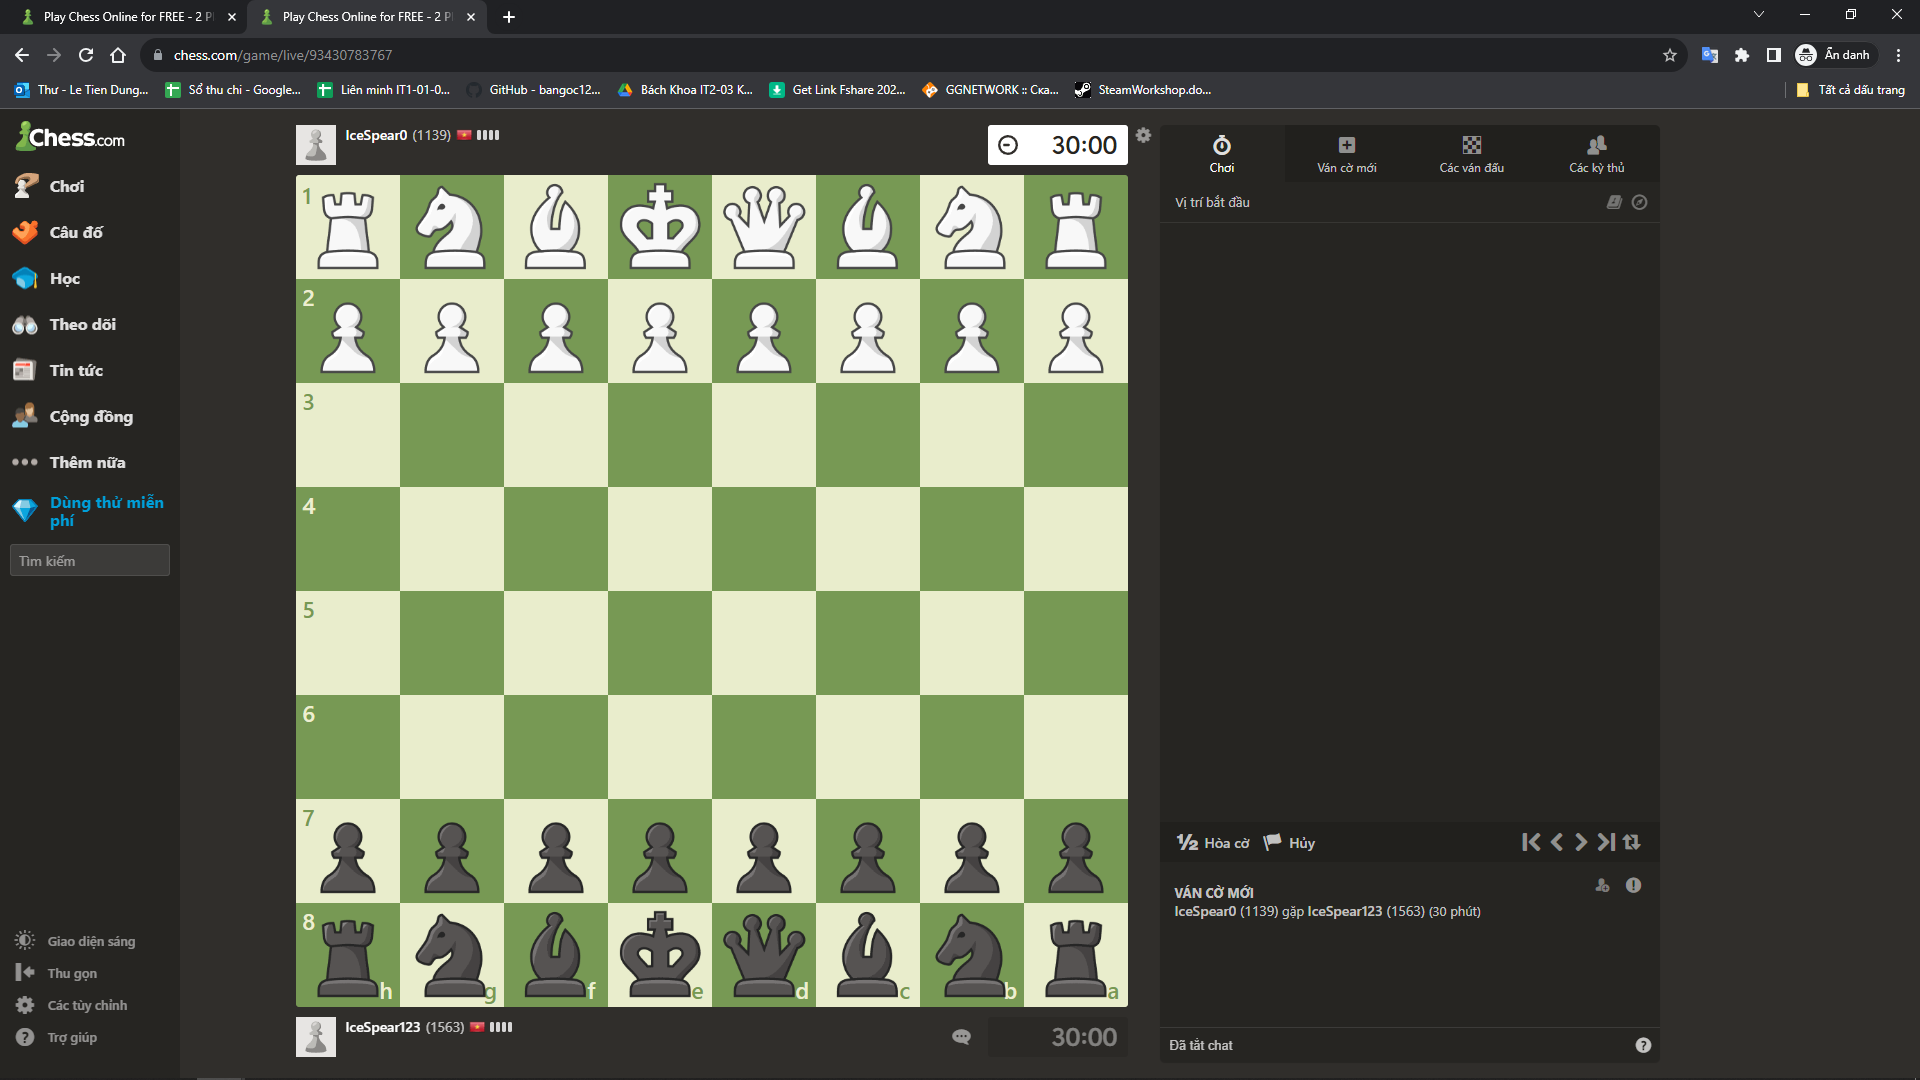 Play Chess Online for FREE - 2 P
Play Chess Online for FREE - 2 P
chess.com/game/live/93430783767
Ẩn danh
Thư - Le Tien Dung...
Sổ thu chi - Google...
Liên minh IT1-01-0...
GitHub - bangoc12...
Bách Khoa IT2-03 K...
Get Link Fshare 202...
GGNETWORK :: Ска...
SteamWorkshop.do...
Tất cả dấu trang
Chess.com
Chơi
Câu đố
Học
Theo dõi
Tin tức
Cộng đồng
Thêm nữa
Dùng thử miễn
phí
Tìm kiếm
Giao diện sáng
Thu gọn
Các tùy chỉnh
Trợ giúp
IceSpear0 (1139)
30:00
1
2
3
4
5
6
7
8
h g f e d c b a
IceSpear123 (1563)
30:00
Chơi
Ván cờ mới
Các ván đấu
Các kỳ thủ
Vị trí bắt đầu
½ Hòa cờ
Hủy
VÁN CỜ MỚI
IceSpear0 (1139) gặp IceSpear123 (1563) (30 phút)
Đã tắt chat